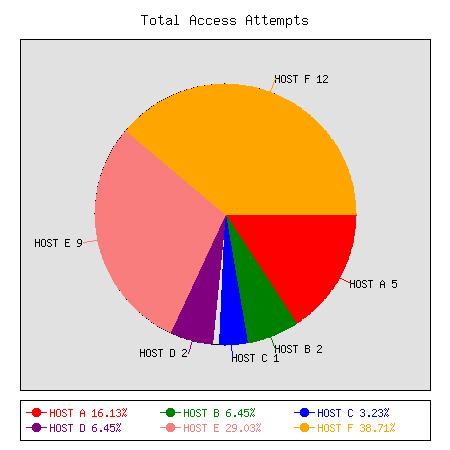 Total Access Attempts
HOST F 12
HOST E 9
HOST A 5
HOST B 2
HOST D 2
HOST C 1
HOST A 16.13% HOST B 6.45% HOST C 3.23%
HOST D 6.45% HOST E 29.03% HOST F 38.71%